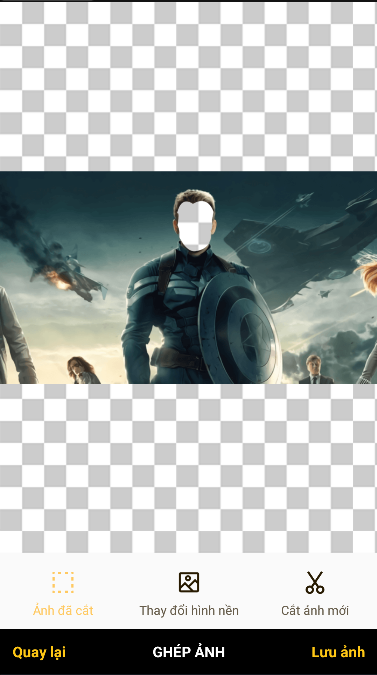 Ảnh đã cắt
Thay đổi hình nền
Cắt ảnh mới
Quay lại
GHÉP ẢNH
Lưu ảnh